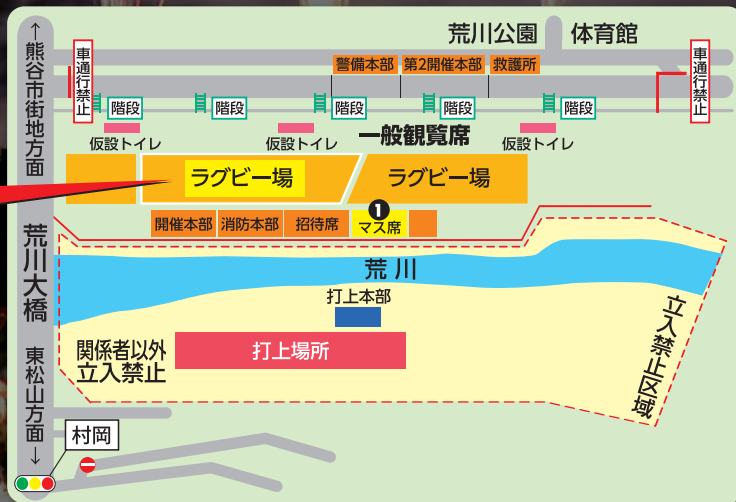 荒川公園
体育館
↑熊谷市街地方面
車通行禁止
警備本部
第2開催本部
救護所
車通行禁止
階段
階段
階段
階段
階段
仮設トイレ
仮設トイレ
一般観覧席
仮設トイレ
ラグビー場
ラグビー場
開催本部
消防本部
招待席
1
マス席
荒川大橋
荒川
打上本部
打上場所
関係者以外
立入禁止
立入禁止区域
東松山方面↓
村岡